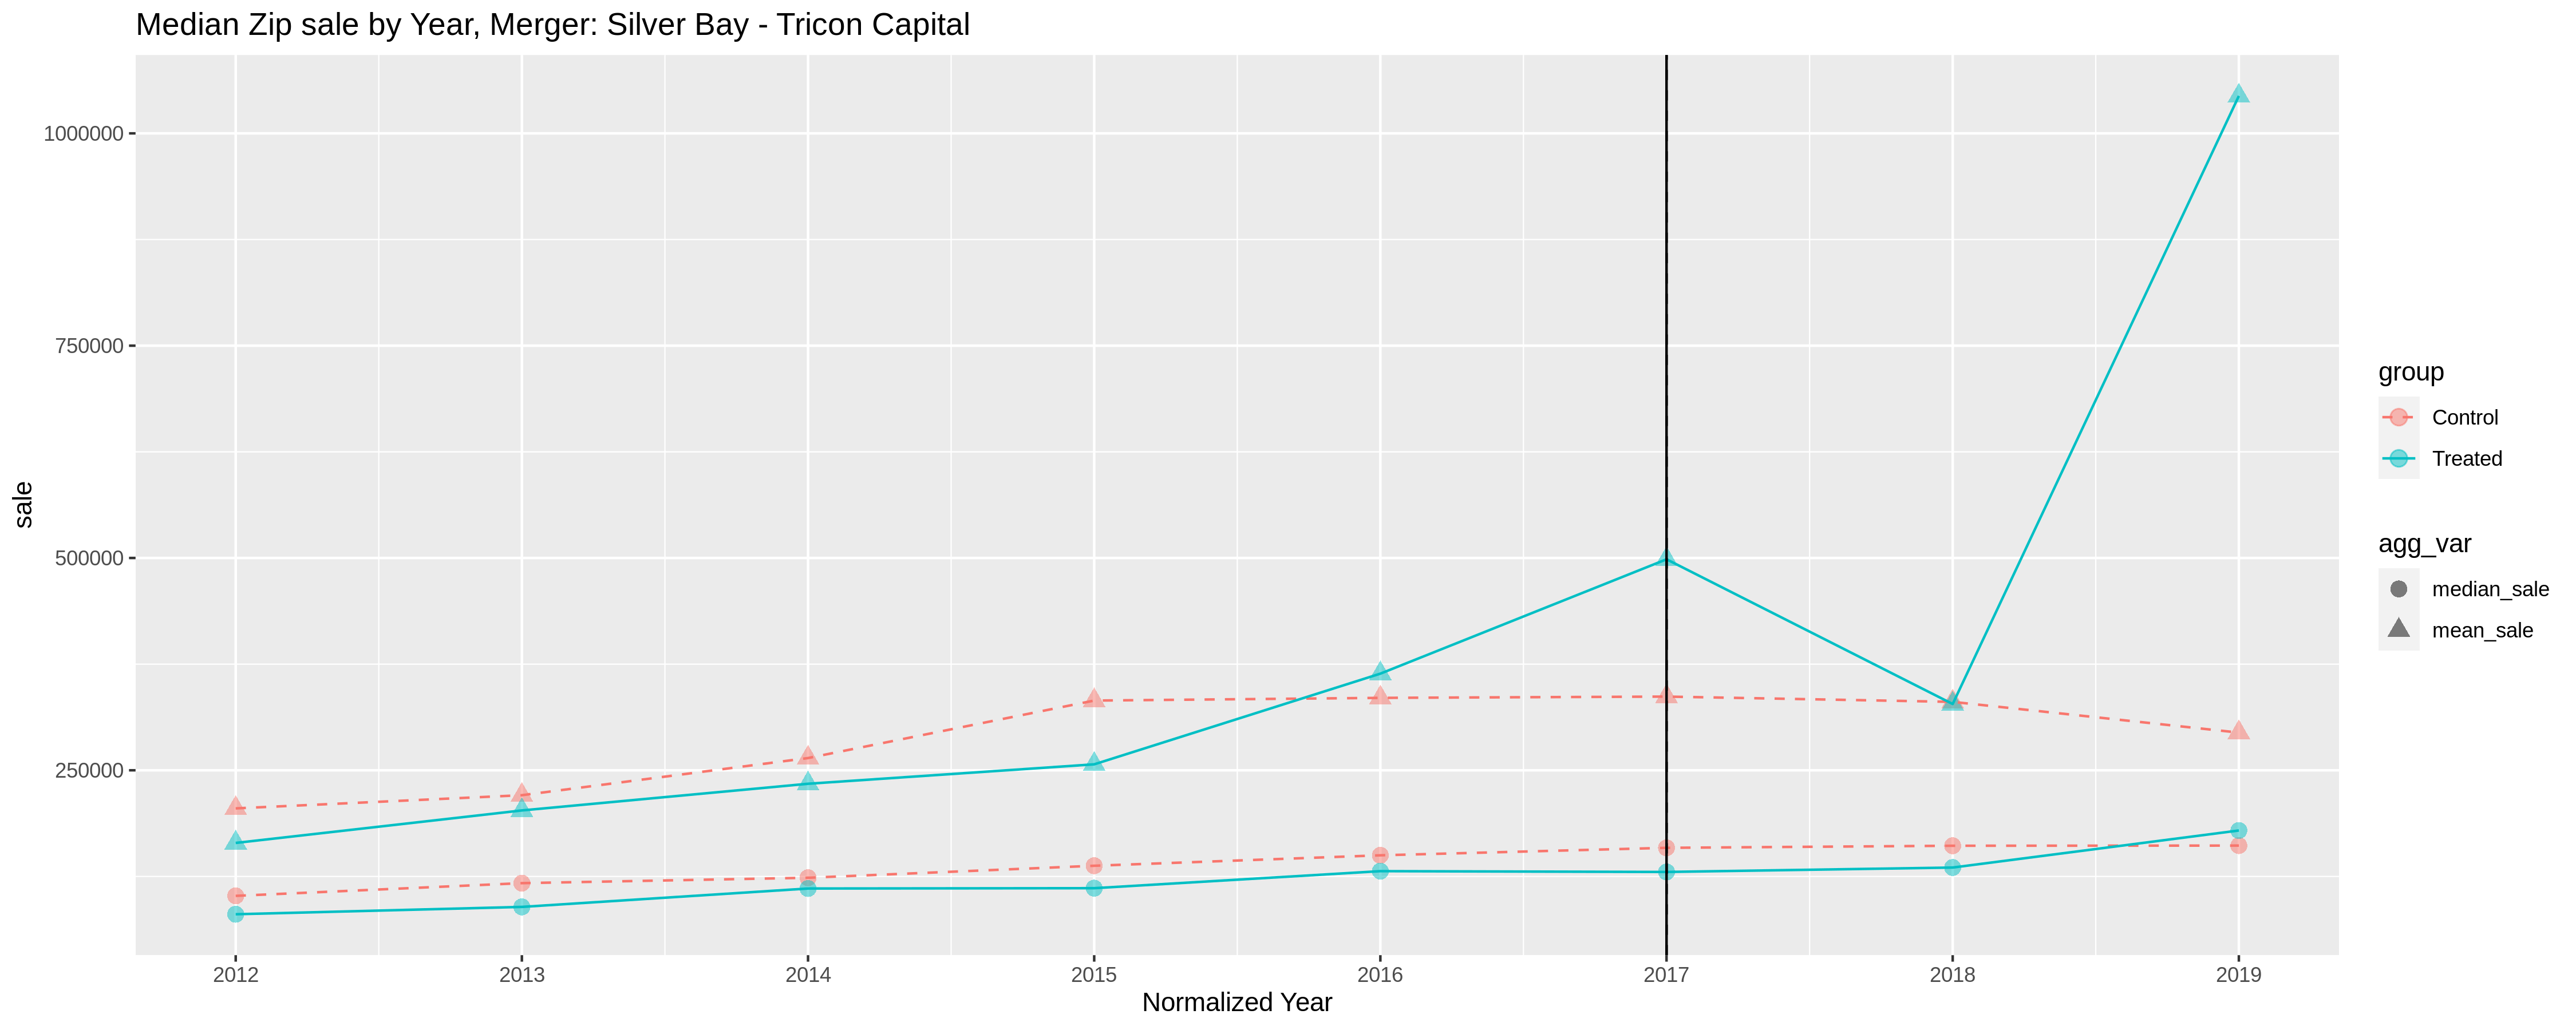 Median Zip sale by Year, Merger: Silver Bay - Tricon Capital
1000000
750000
500000
250000
sale
2012 2013 2014 2015 2016 2017 2018 2019
Normalized Year
group
Control
Treated
agg_var
median_sale
mean_sale